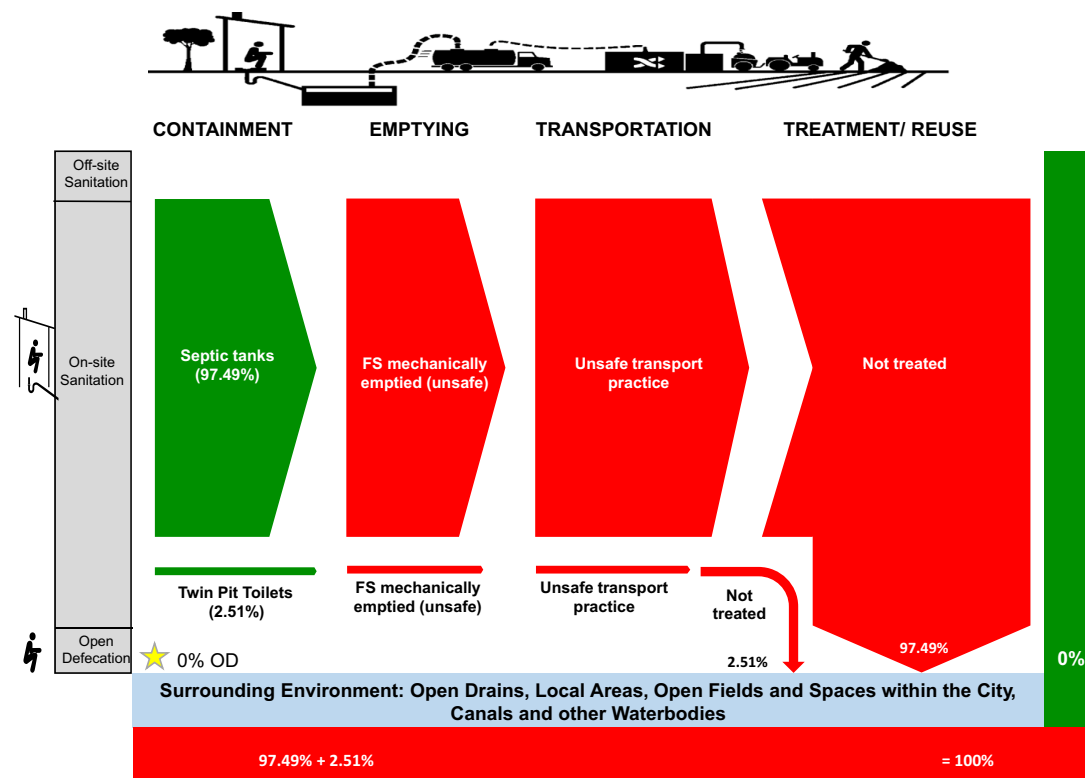 CONTAINMENT
EMPTYING
TRANSPORTATION
TREATMENT/ REUSE
Off-site
Sanitation
On-site
Sanitation
Open
Defecation
Septic tanks
(97.49%)
FS mechanically
emptied (unsafe)
Unsafe transport
practice
Not treated
Twin Pit Toilets
(2.51%)
FS mechanically
emptied (unsafe)
Unsafe transport
practice
Not
treated
0% OD
2.51%
97.49%
0%
Surrounding Environment: Open Drains, Local Areas, Open Fields and Spaces within the City,
Canals and other Waterbodies
97.49% + 2.51%
= 100%